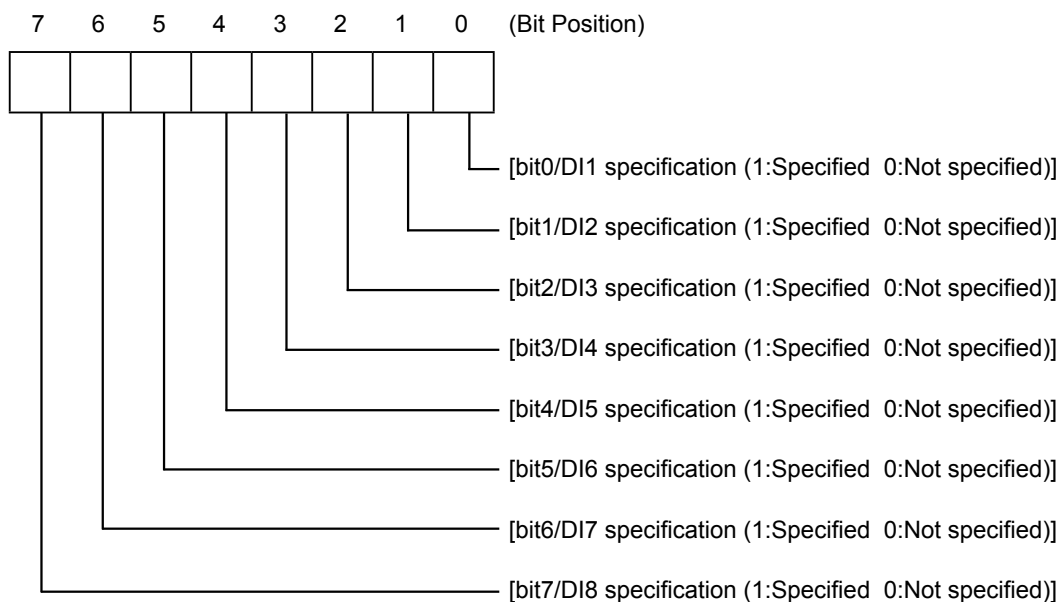 7 6 5 4 3 2 1 0 (Bit Position)
[bit0/DI1 specification (1:Specified 0:Not specified)]
[bit1/DI2 specification (1:Specified 0:Not specified)]
[bit2/DI3 specification (1:Specified 0:Not specified)]
[bit3/DI4 specification (1:Specified 0:Not specified)]
[bit4/DI5 specification (1:Specified 0:Not specified)]
[bit5/DI6 specification (1:Specified 0:Not specified)]
[bit6/DI7 specification (1:Specified 0:Not specified)]
[bit7/DI8 specification (1:Specified 0:Not specified)]